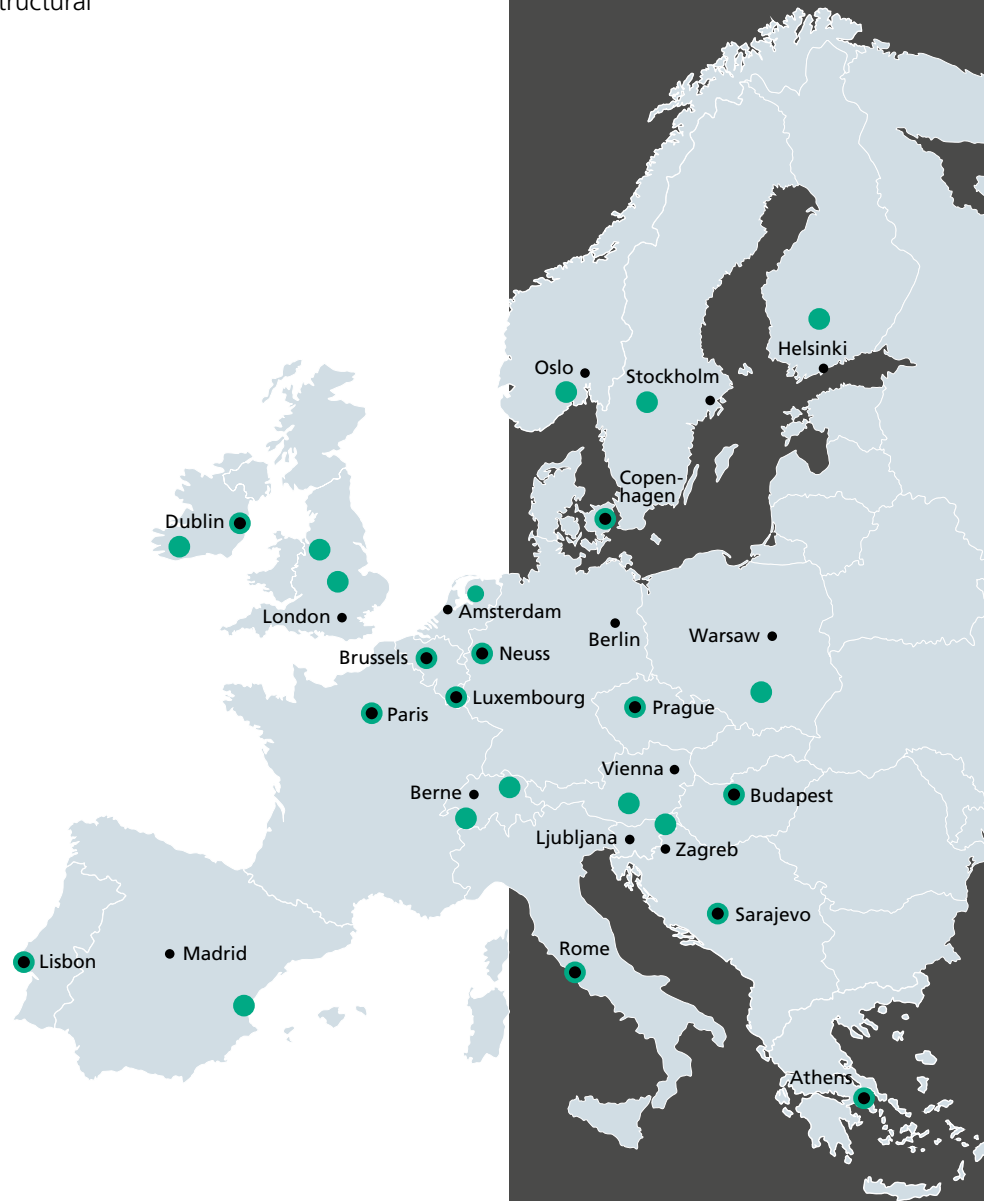 structural
Helsinki
Oslo
Stockholm
Copen-
hagen
Dublin
London
Amsterdam
Berlin
Warsaw
Brussels
Neuss
Luxembourg
Paris
Prague
Vienna
Berne
Budapest
Ljubljana
Zagreb
Sarajevo
Rome
Madrid
Lisbon
Athens